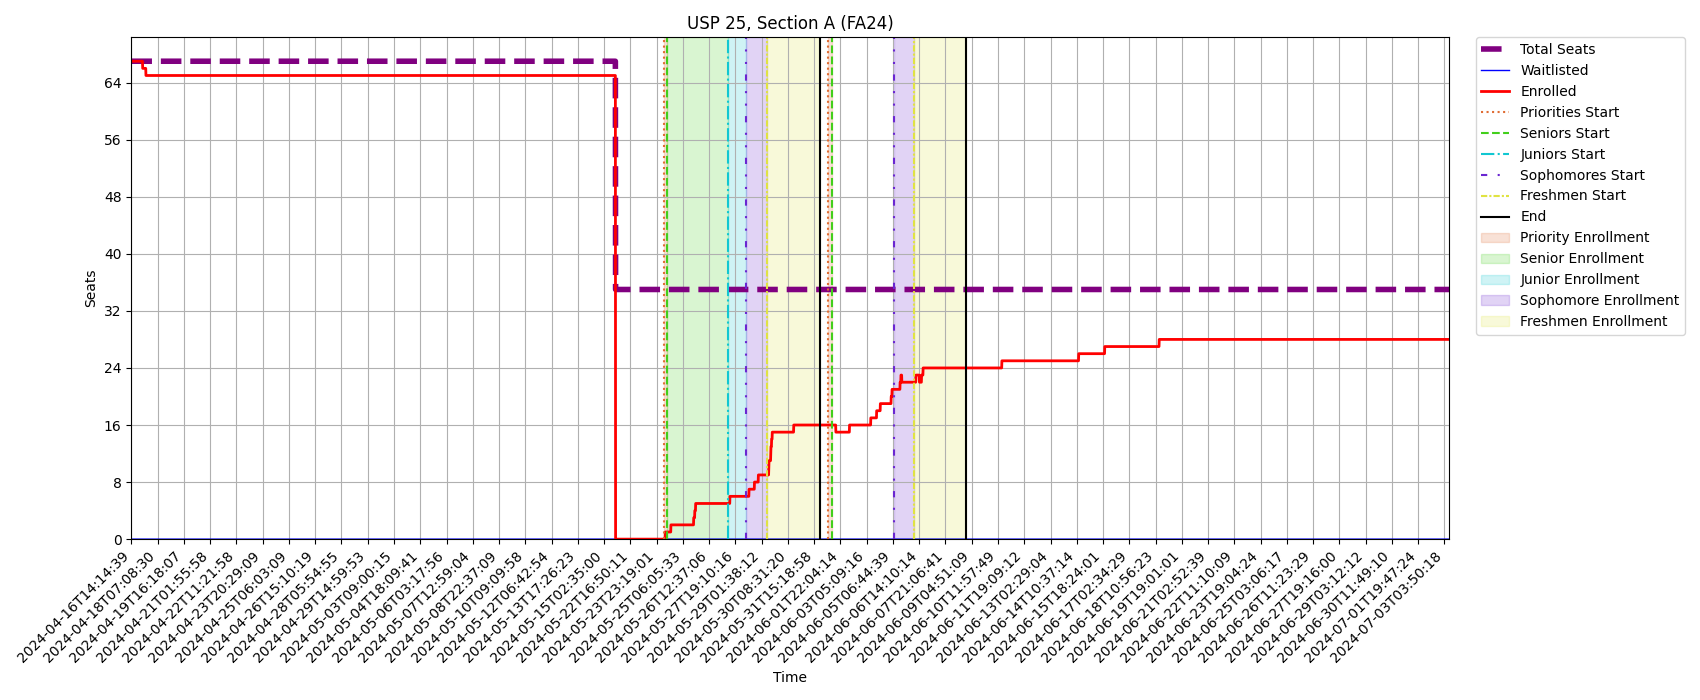 USP 25, Section A (FA24)
Total Seats
Waitlisted
Enrolled
Priorities Start
Seniors Start
Juniors Start
Sophomores Start
Freshmen Start
End
Priority Enrollment
Senior Enrollment
Junior Enrollment
Sophomore Enrollment
Freshmen Enrollment
Seats
64
56
48
40
32
24
16
8
0
2024-04-16T14:14:39
2024-04-18T07:08:30
2024-04-19T16:18:07
2024-04-21T01:55:58
2024-04-22T11:21:58
2024-04-23T20:29:09
2024-04-25T06:03:09
2024-04-26T15:10:19
2024-04-28T05:54:55
2024-04-29T14:59:53
2024-05-03T09:00:15
2024-05-04T18:09:41
2024-05-06T03:17:56
2024-05-07T12:59:04
2024-05-08T22:37:09
2024-05-10T09:09:58
2024-05-12T06:42:54
2024-05-13T17:26:23
2024-05-15T02:35:00
2024-05-22T16:50:11
2024-05-23T23:19:01
2024-05-25T06:05:33
2024-05-26T12:37:06
2024-05-27T19:10:16
2024-05-29T01:38:12
2024-05-30T08:31:20
2024-05-31T15:18:58
2024-06-01T22:04:14
2024-06-03T05:09:16
2024-06-05T06:44:39
2024-06-06T14:10:14
2024-06-07T21:06:41
2024-06-09T04:51:09
2024-06-10T11:57:49
2024-06-11T19:09:12
2024-06-13T02:29:04
2024-06-14T10:37:14
2024-06-15T18:24:01
2024-06-17T02:34:29
2024-06-18T10:56:23
2024-06-19T19:01:01
2024-06-21T02:52:39
2024-06-22T11:10:09
2024-06-23T19:04:24
2024-06-25T03:06:17
2024-06-26T11:23:29
2024-06-27T19:16:00
2024-06-29T03:12:12
2024-06-30T11:49:10
2024-07-01T19:47:24
2024-07-03T03:50:18
Time